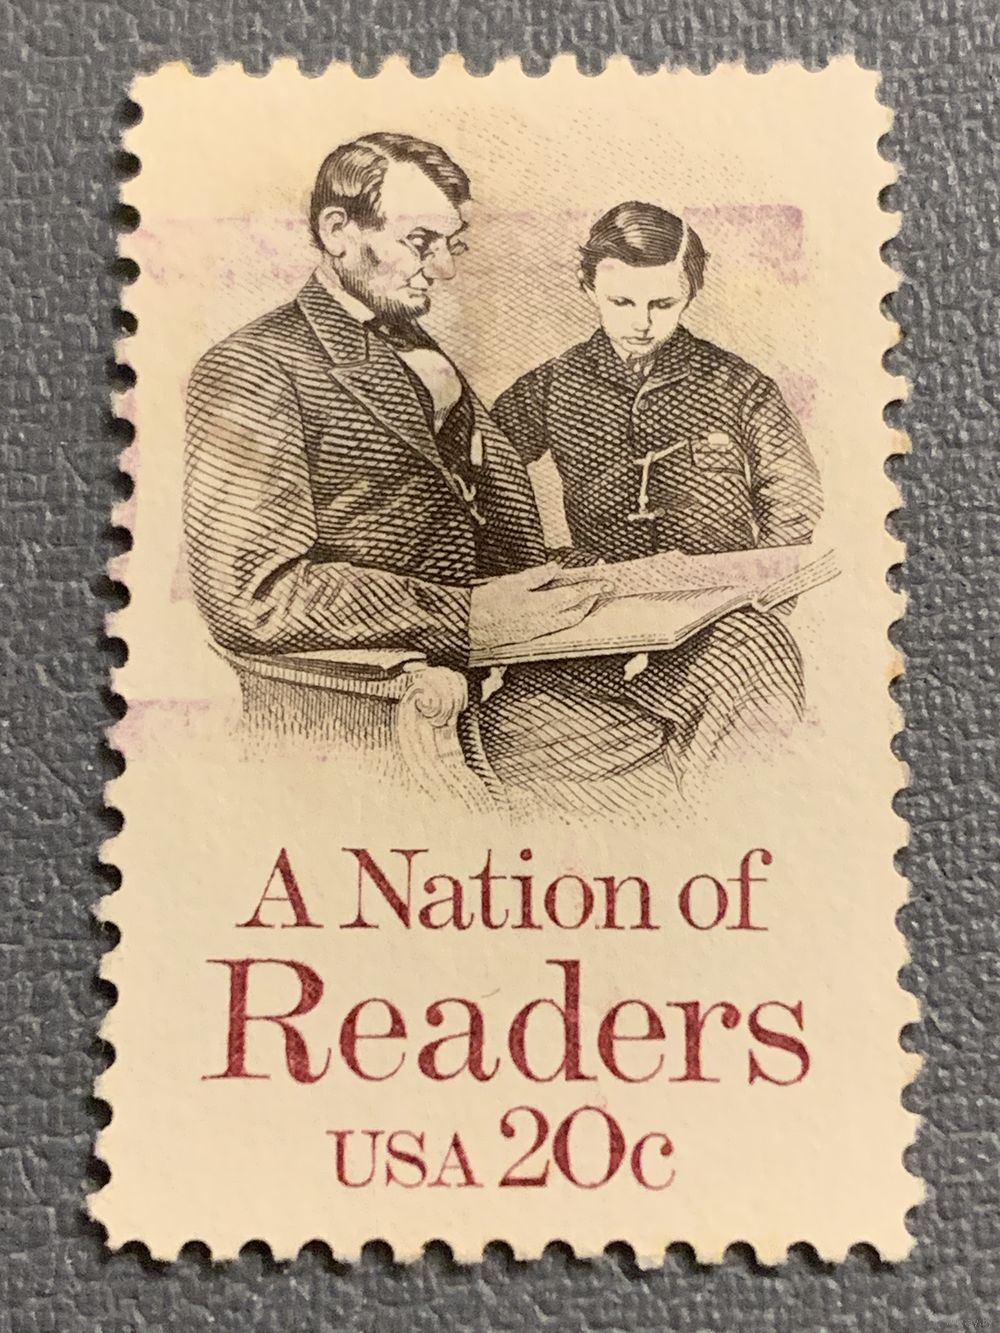 A Nation of
Readers
USA 20c